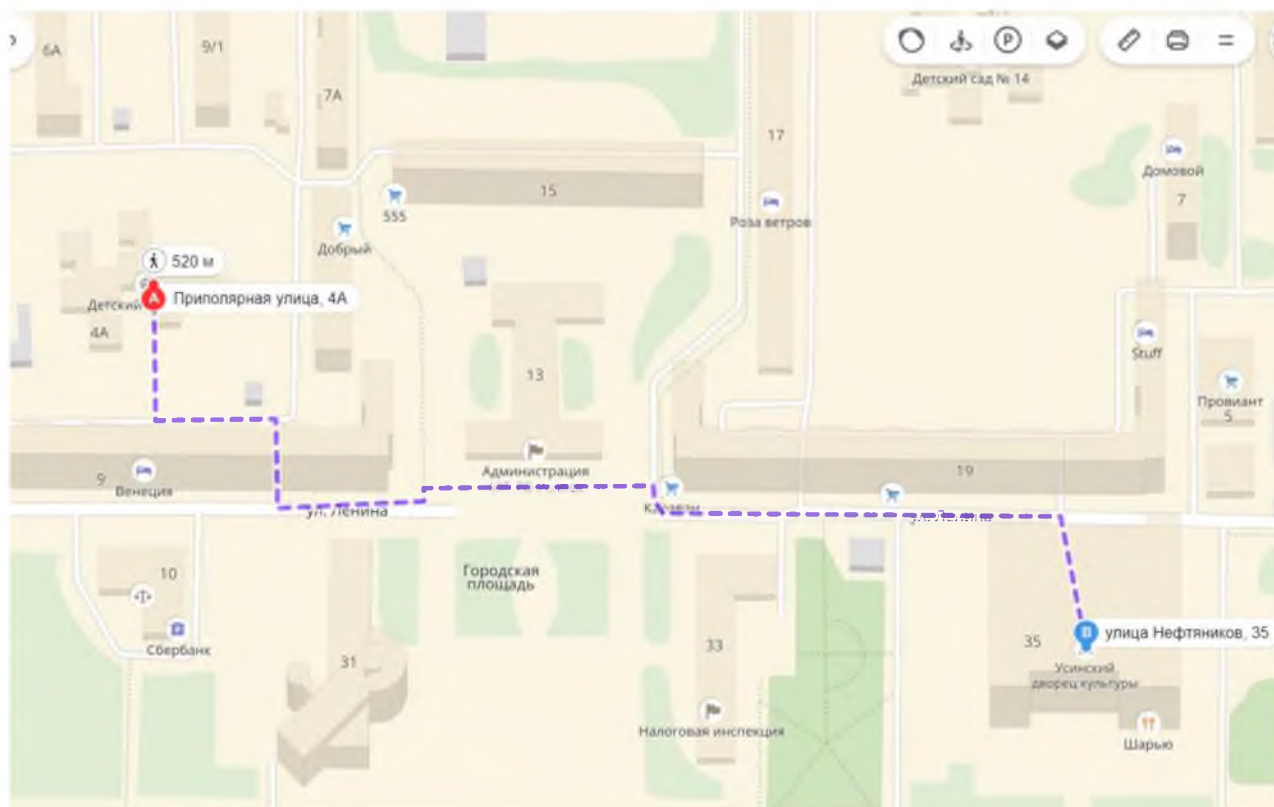 6А
9/1
7А
Детский сад № 14
17
15
555
Добрый
Роза ветров
Домовой
7
520 м
А Приполярная улица, 4А
Детский
4А
13
Stuff
Провиант
5
9
Венеция
Администрация
19
ул. Ленина
10
Городская
площадь
Сбербанк
31
33
35
В улица Нефтяников, 35
Усинский
дворец культуры
Налоговая инспекция
Шарью
P